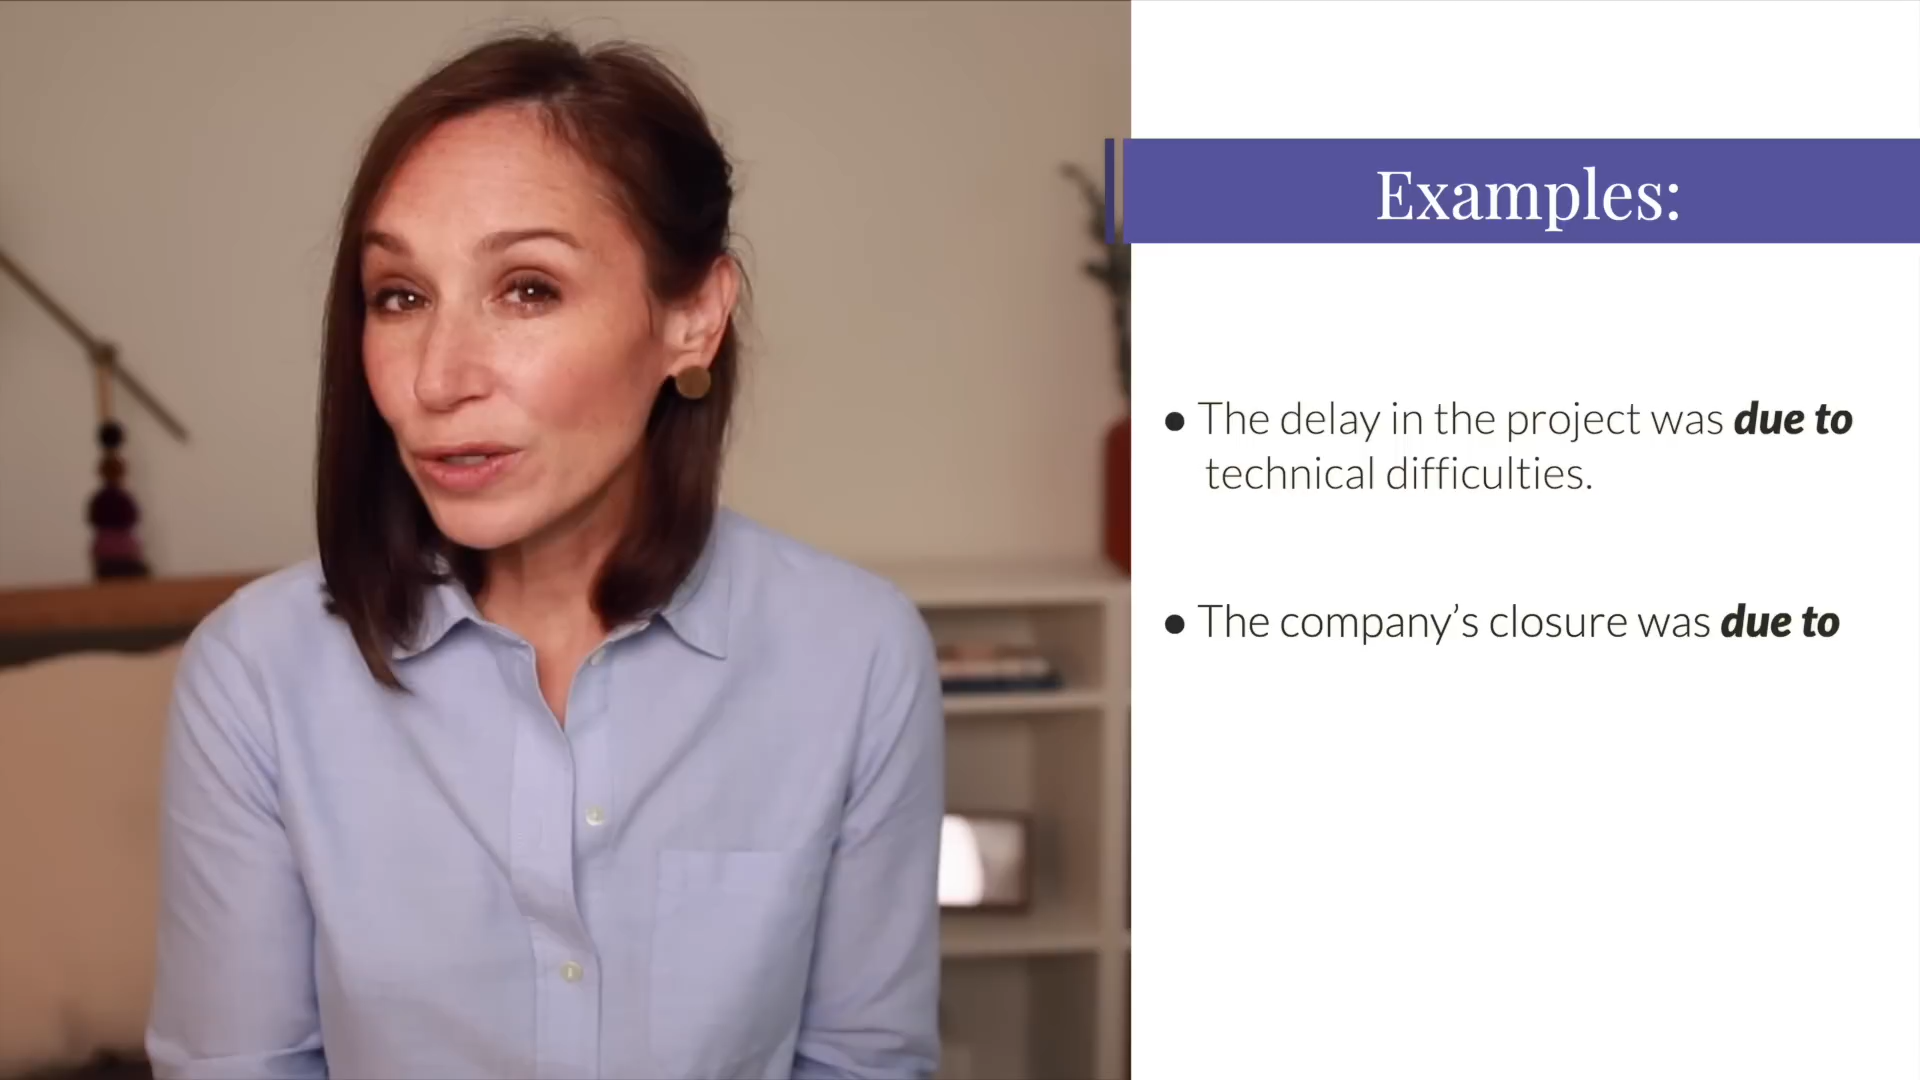 Examples:
● The delay in the project was due to
technical difficulties.
● The company’s closure was due to